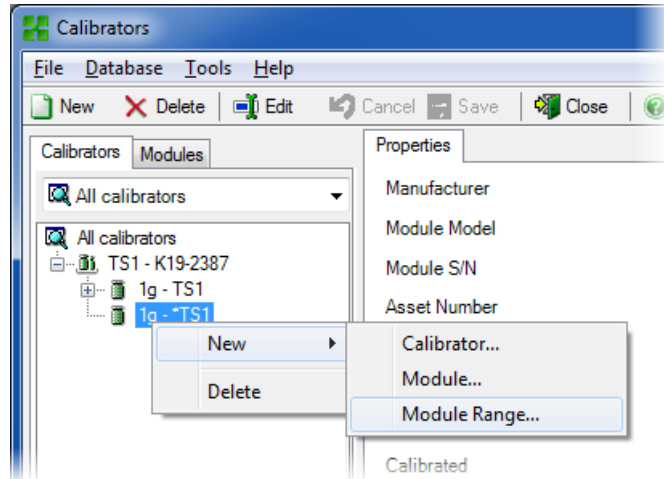 Calibrators
File Database Tools Help
New Delete Edit Cancel Save Close
Calibrators Modules
Properties
All calibrators
Manufacturer
All calibrators
Module Model
TS1 - K19-2387
Module S/N
1g - TS1
Asset Number
1g - *TS1
New
Calibrator...
Delete
Module...
Module Range...
Calibrated